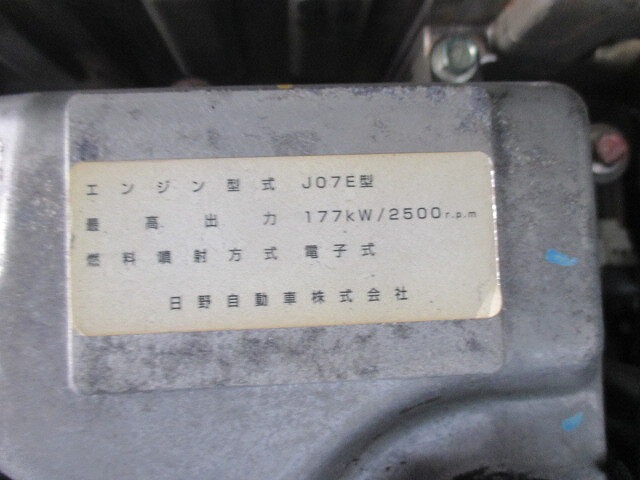 エンジン型式 J07E型
最高出力 177kW/2500r.p.m
燃料噴射方式 電子式
日野自動車株式会社